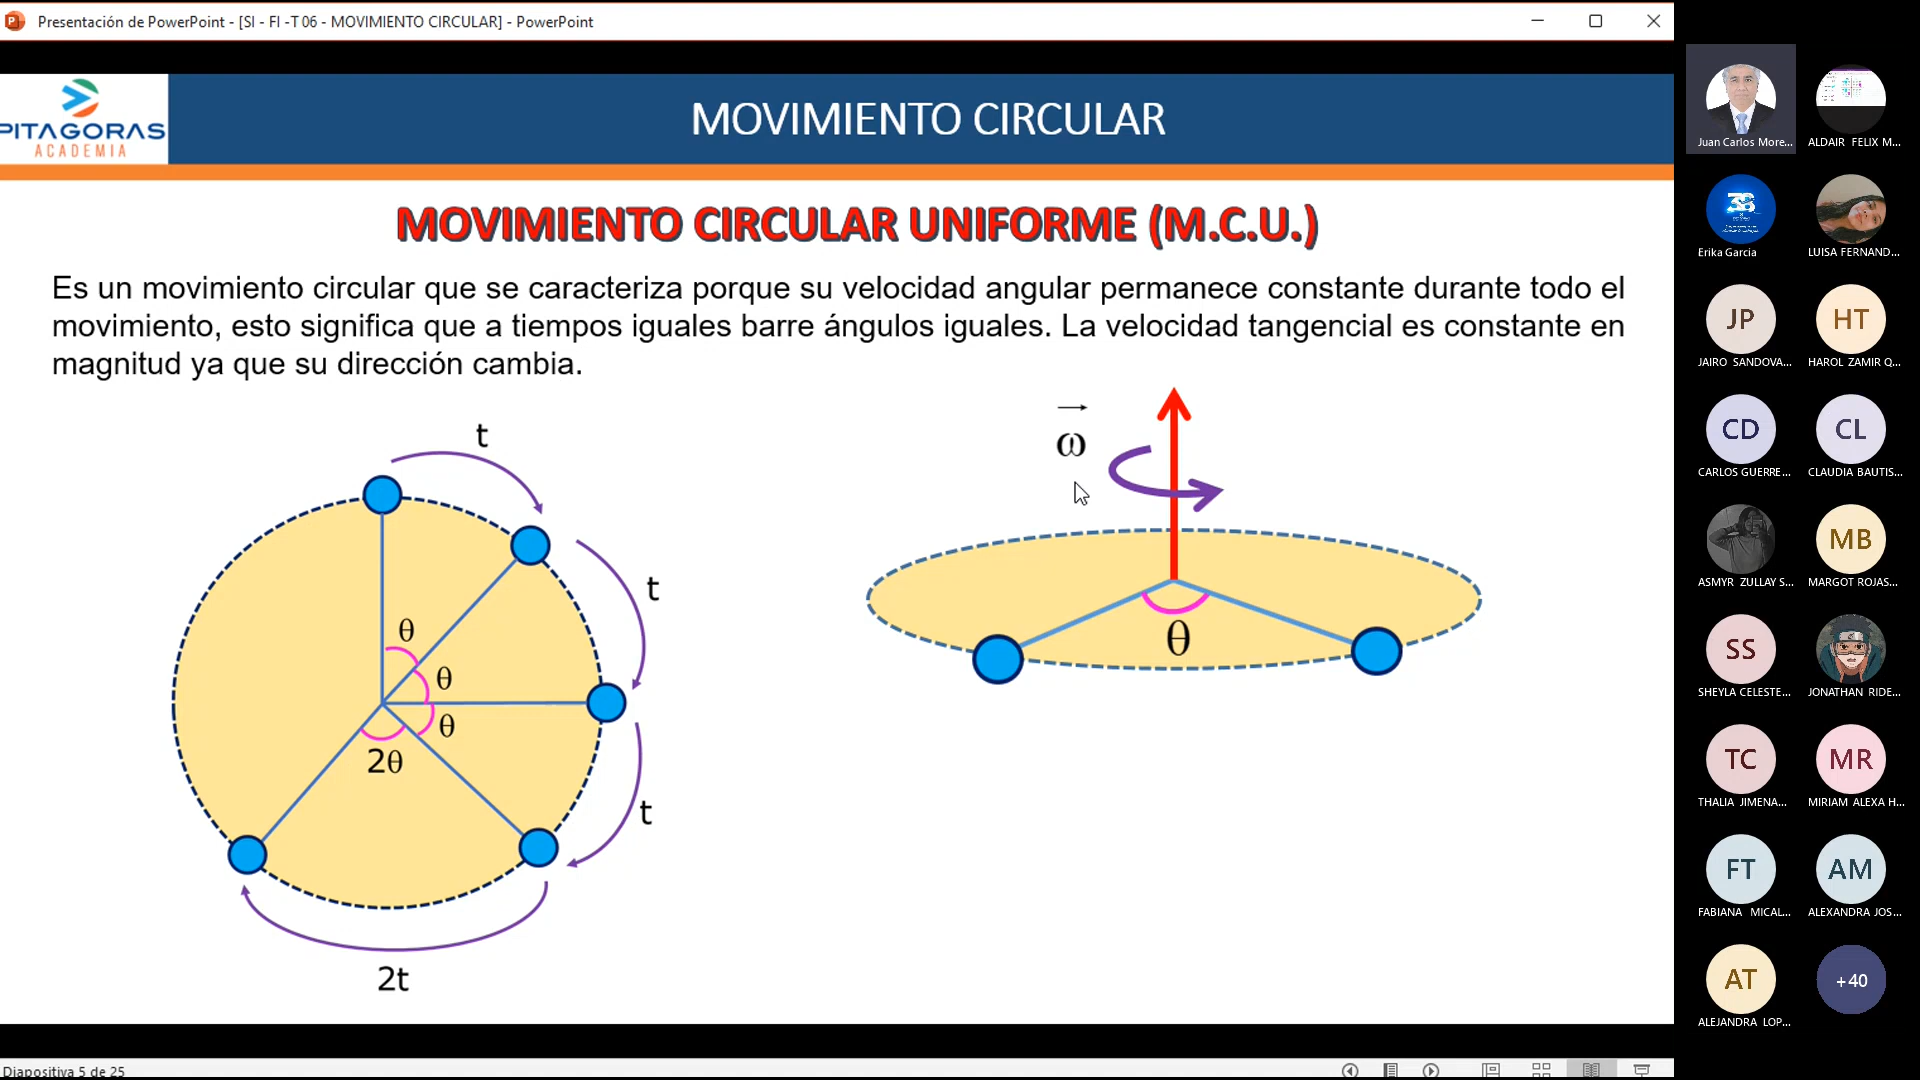 Presentación de PowerPoint - [SI - FI -T 06 - MOVIMIENTO CIRCULAR] - PowerPoint
PITAGORAS
ACADEMIA
MOVIMIENTO CIRCULAR
MOVIMIENTO CIRCULAR UNIFORME (M.C.U.)
Es un movimiento circular que se caracteriza porque su velocidad angular permanece constante durante todo el
movimiento, esto significa que a tiempos iguales barre ángulos iguales. La velocidad tangencial es constante en
magnitud ya que su dirección cambia.
t
t
θ
θ
θ
2θ
t
2t
ω
θ
Juan Carlos More...
ALDAIR FELIX M...
Erika Garcia
LUISA FERNAND...
JP
HT
JAIRO SANDOVA...
HAROL ZAMIR Q...
CD
CL
CARLOS GUERRE...
CLAUDIA BAUTIS...
MB
ASMYR ZULLAY S...
MARGOT ROJAS...
SS
SHEYLA CELESTE...
JONATHAN RIDE...
TC
MR
THALIA JIMENA...
MIRIAM ALEXA H...
FT
AM
FABIANA MICAL...
ALEXANDRA JOS...
AT
+40
ALEJANDRA LOP...
Diapositiva 5 de 25